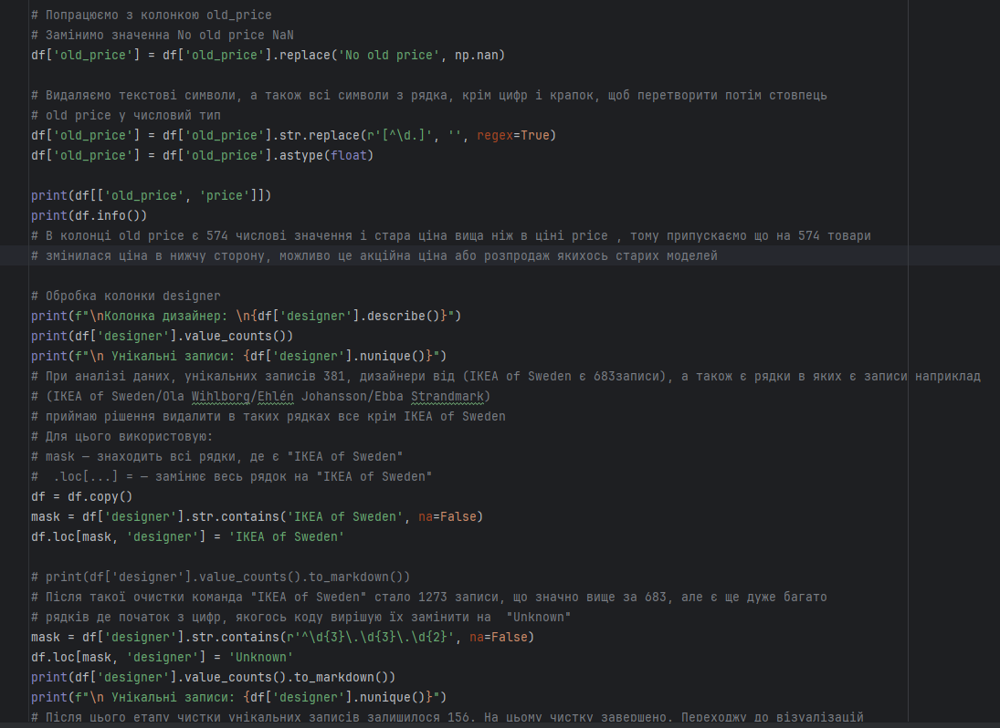 # Попрацюємо з колонкою old_price
# Замінимо значенна No old price NaN
df['old_price'] = df['old_price'].replace('No old price', np.nan)
# Видаляємо текстові символи, а також всі символи з рядка, крім цифр і крапок, щоб перетворити потім стовпець
# old price у числовий тип
df['old_price'] = df['old_price'].str.replace(r'[^\d.]', '', regex=True)
df['old_price'] = df['old_price'].astype(float)
print(df[['old_price', 'price']])
print(df.info())
# В колонці old price є 574 числові значення і стара ціна вища ніж в ціні price , тому припускаємо що на 574 товари
# змінилася ціна в нижчу сторону, можливо це акційна ціна або розпродаж якихось старих моделей
# Обробка колонки designer
print(f"\nКолонка дизайнер: \n{df['designer'].describe()}")
print(df['designer'].value_counts())
print(f"\n Унікальні записи: {df['designer'].nunique()}")
# При аналізі даних, унікальних записів 381, дизайнери від (IKEA of Sweden є 683записи), а також є рядки в яких є записи наприклад
# (IKEA of Sweden/Ola Wihlborg/Ehlén Johansson/Ebba Strandmark)
# приймаю рішення видалити в таких рядках все крім IKEA of Sweden
# Для цього використовую:
# mask — знаходить всі рядки, де є "IKEA of Sweden"
#  .loc[...] = — замінює весь рядок на "IKEA of Sweden"
df = df.copy()
mask = df['designer'].str.contains('IKEA of Sweden', na=False)
df.loc[mask, 'designer'] = 'IKEA of Sweden'
# print(df['designer'].value_counts().to_markdown())
# Після такої очистки команда "IKEA of Sweden" стало 1273 записи, що значно вище за 683, але є ще дуже багато
# рядків де початок з цифр, якогось коду вирішую їх замінити на  "Unknown"
mask = df['designer'].str.contains(r'^\d{3}\.\d{3}\.\d{2}', na=False)
df.loc[mask, 'designer'] = 'Unknown'
print(df['designer'].value_counts().to_markdown())
print(f"\n Унікальні записи: {df['designer'].nunique()}")
# Після цього етапу чистки унікальних записів залишилося 156. На цьому чистку завершено. Переходжу до візуалізацій